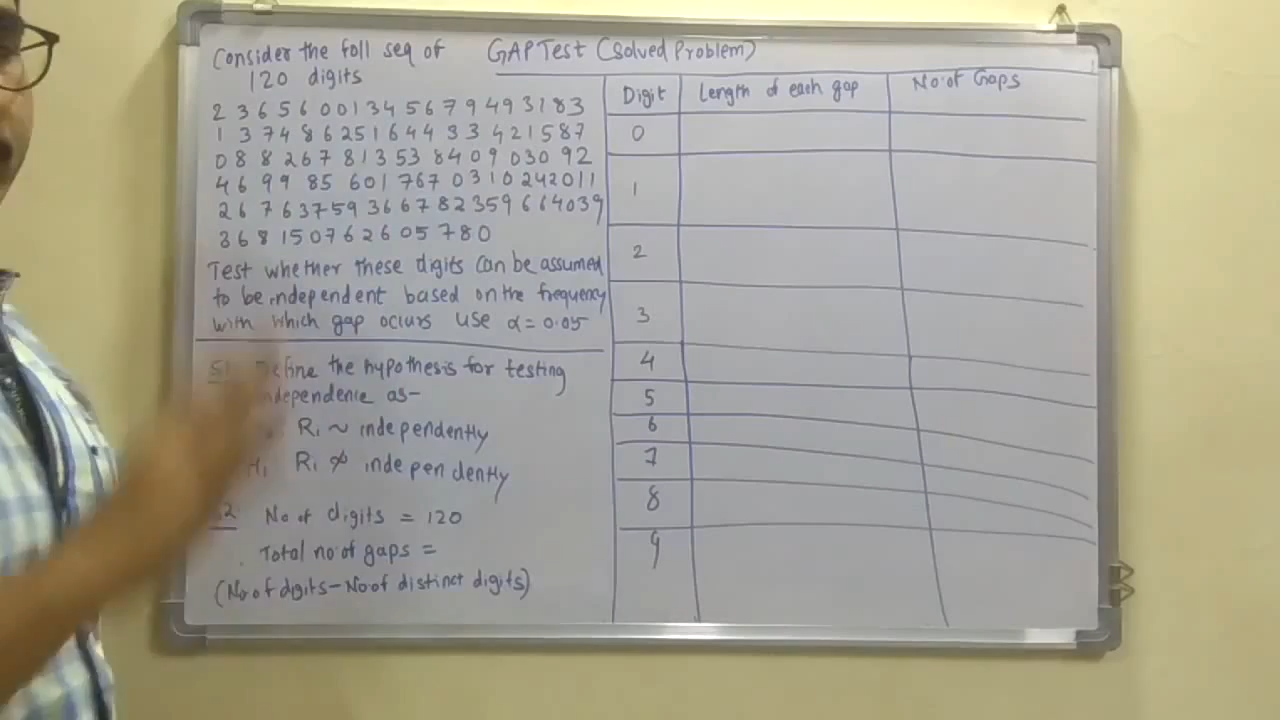 Consider the foll seq of
120 digits
2 3 6 5 6 0 0 1 3 4 5 6 7 9 4 9 3 1 8 3
1 3 7 4 8 6 2 5 1 6 4 4 3 3 4 2 1 5 8 7
0 8 8 2 6 7 8 1 3 5 3 8 4 0 9 0 3 0 9 2
4 6 9 9 8 5 6 0 1 7 6 7 0 3 1 0 2 4 2 0 1 1
2 6 7 6 3 7 5 9 3 6 6 7 8 2 3 5 9 6 6 4 0 3 9
3 6 8 1 5 0 7 6 2 6 0 5 7 8 0
Test whether these digits can be assumed
to be independent based on the frequency
with which gap occurs use α = 0.05
Define the hypothesis for testing
independence as-
Ri ~ independently
H1 Ri ≁ independently
2 No of digits = 120
Total no of gaps =
(No of digits - No of distinct digits)
GAP Test (Solved Problem)
Digit Length of each gap No of Gaps
0
1
2
3
4
5
6
7
8
9